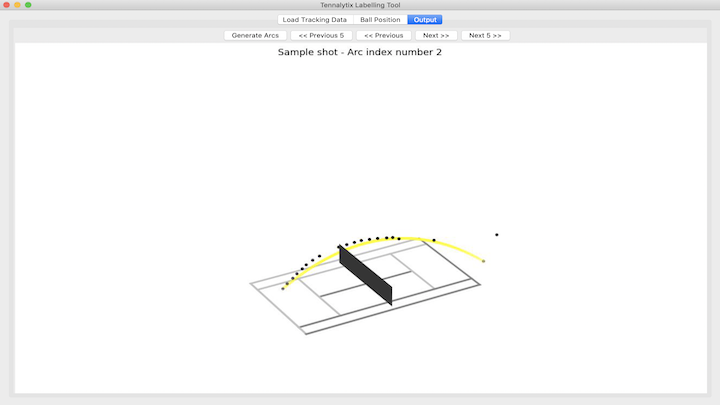 Tennalytix Labelling Tool
Load Tracking Data Ball Position Output
Generate Arcs << Previous 5 << Previous Next >> Next 5 >>
Sample shot - Arc index number 2